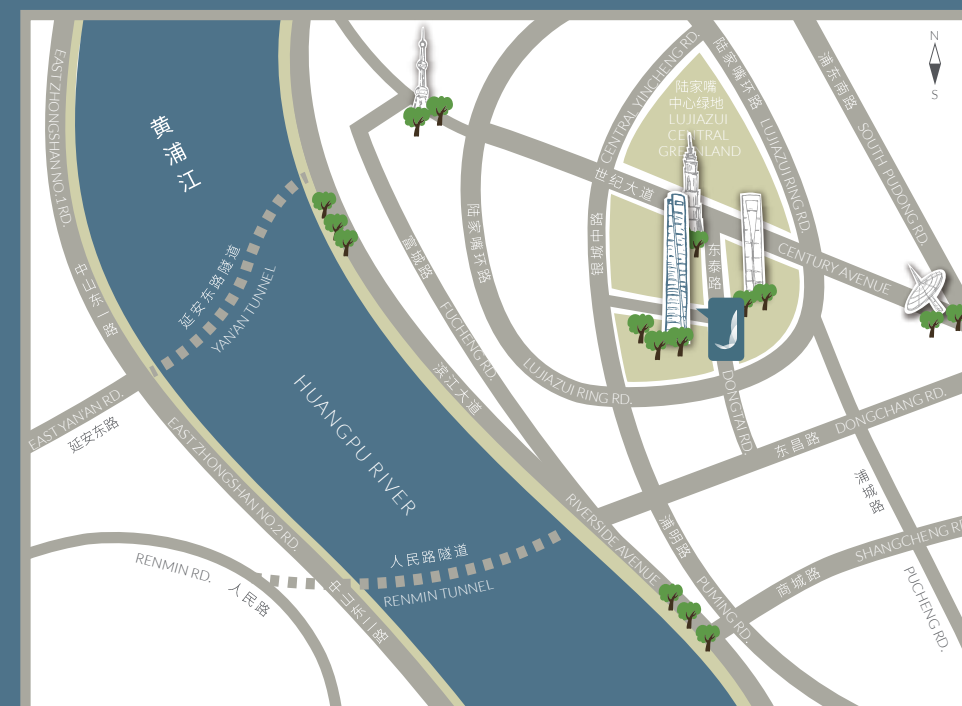 EAST ZHONGSHAN NO.1 RD.
中山东一路
黄浦江
延安东路隧道
YAN'AN TUNNEL
EAST YAN'AN RD.
延安东路
EAST ZHONGSHAN NO.2 RD.
中山东二路
HUANGPU RIVER
人民路隧道
RENMIN TUNNEL
RENMIN RD.
人民路
富城路
FUCHENG RD.
滨江大道
RIVERSIDE AVENUE
陆家嘴环路
LUJIAZUI RING RD.
CENTRAL YINCHENG RD.
银城中路
陆家嘴
中心绿地
LUJIAZUI
CENTRAL
GREENLAND
陆家嘴环路
LUJIAZUI RING RD.
世纪大道
CENTURY AVENUE
东泰路
DONGTAI RD.
浦东南路
SOUTH PUDONG RD.
N
S
东昌路
DONGCHANG RD.
浦城路
PUCHENG RD.
浦明路
PUMING RD.
商城路
SHANGCHENG R